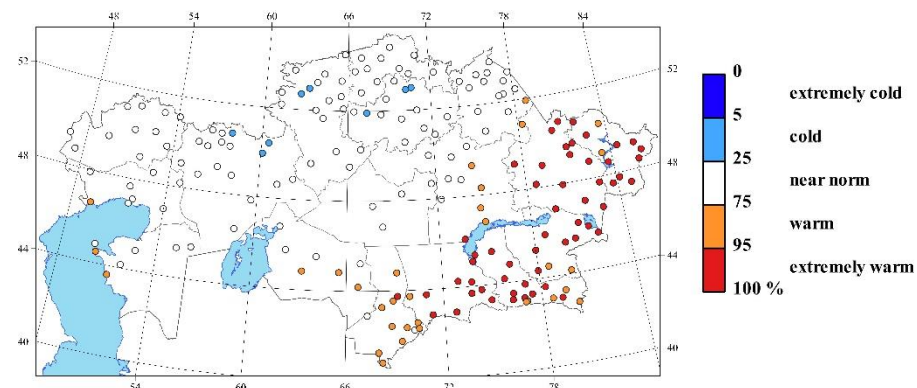 48 54 60 66 72 78 84
52 52
48 48
44 44
40 40
54 60 66 72 78
0
extremely cold
5
cold
25
near norm
75
warm
95
extremely warm
100 %